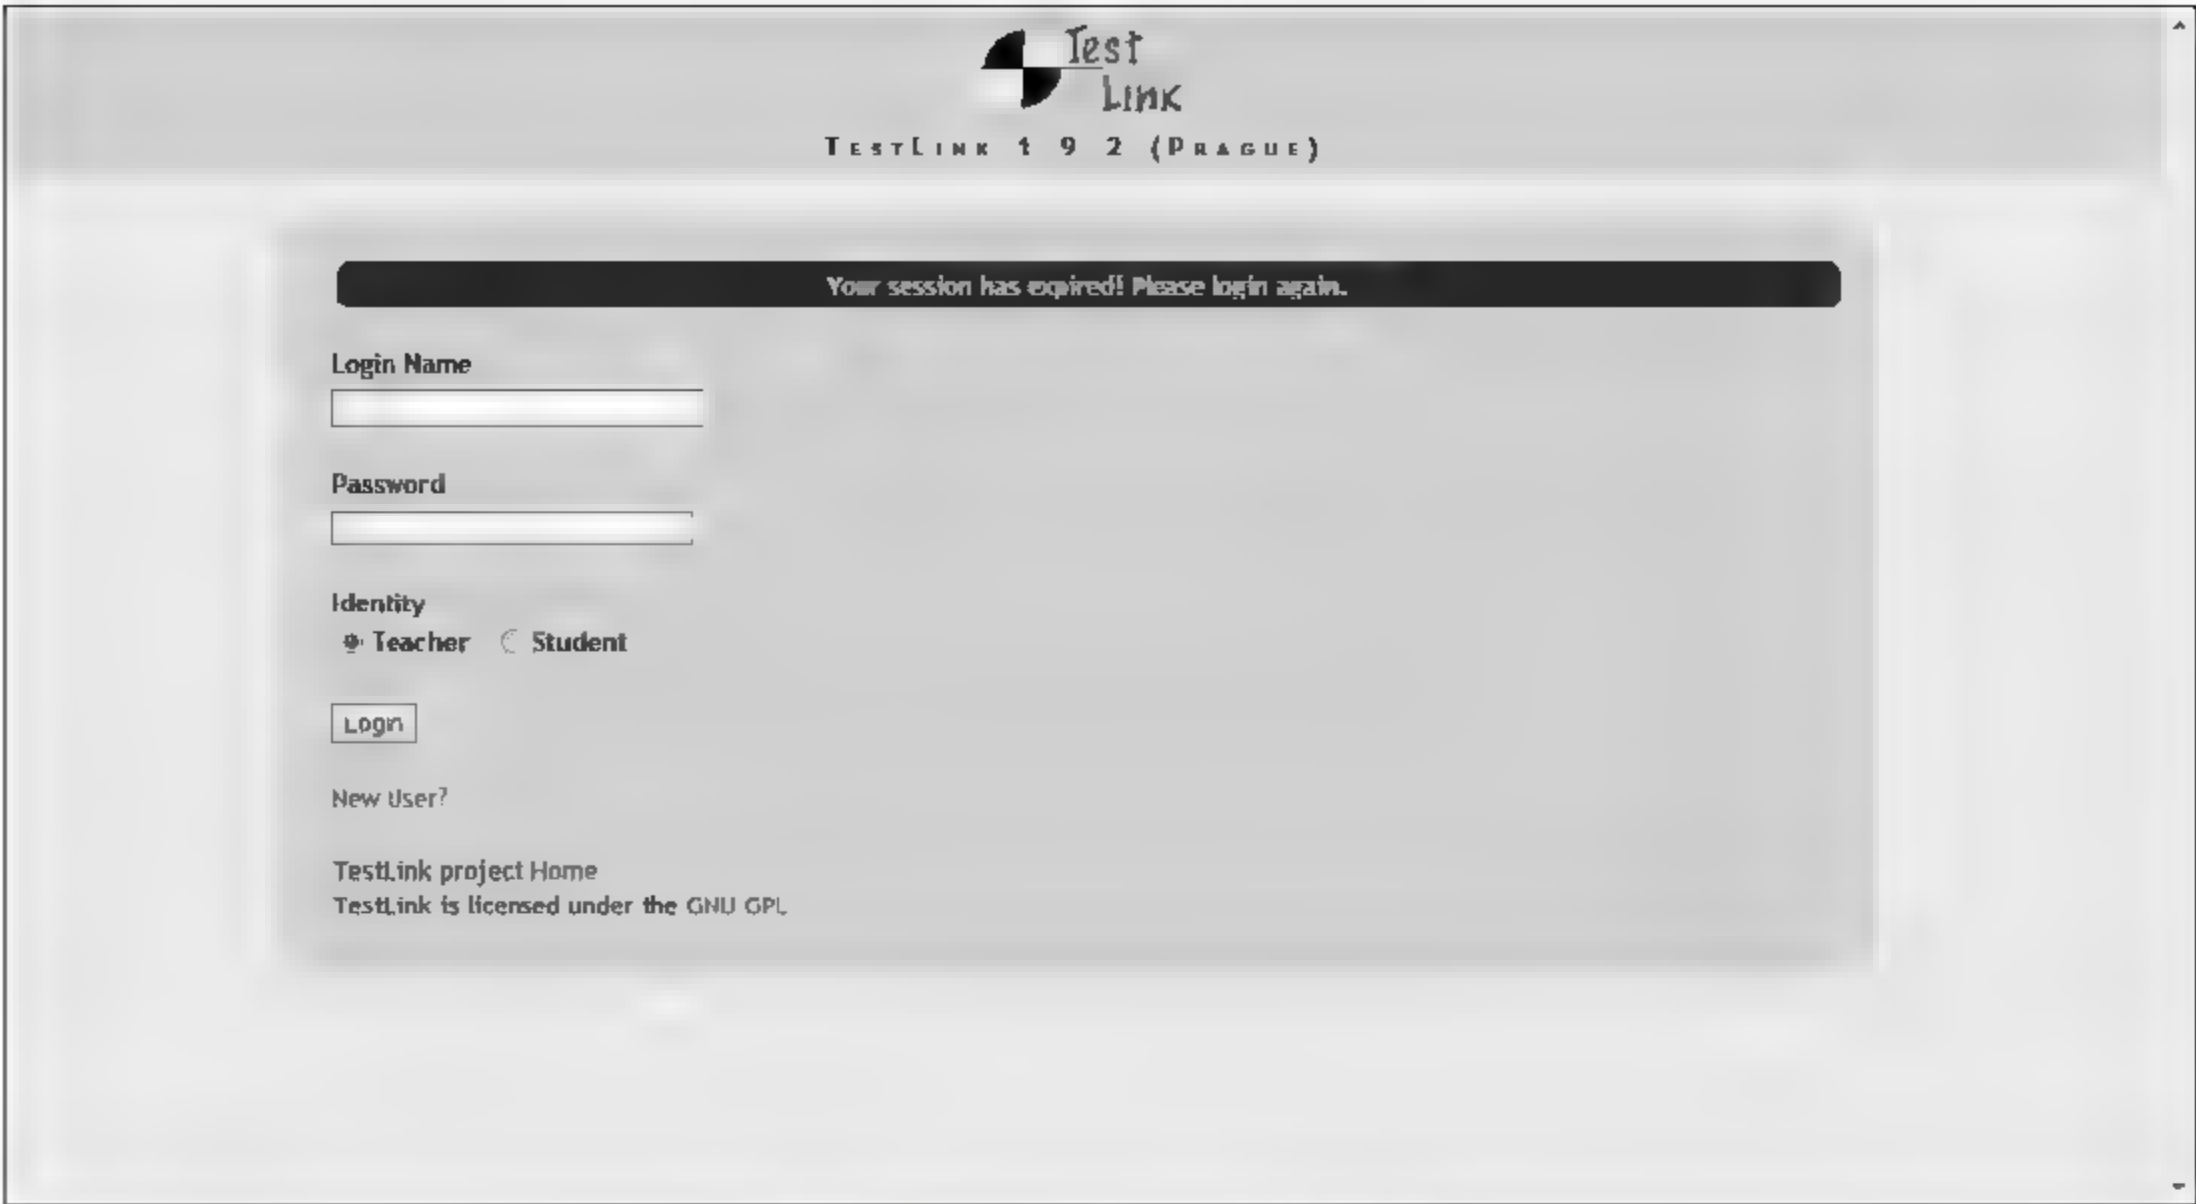 Test
Link
TestLink 1 9 2 (Prague)
Your session has expired! Please login again.
Login Name
Password
Identity
Teacher Student
Login
New User?
TestLink project Home
TestLink is licensed under the GNU GPL